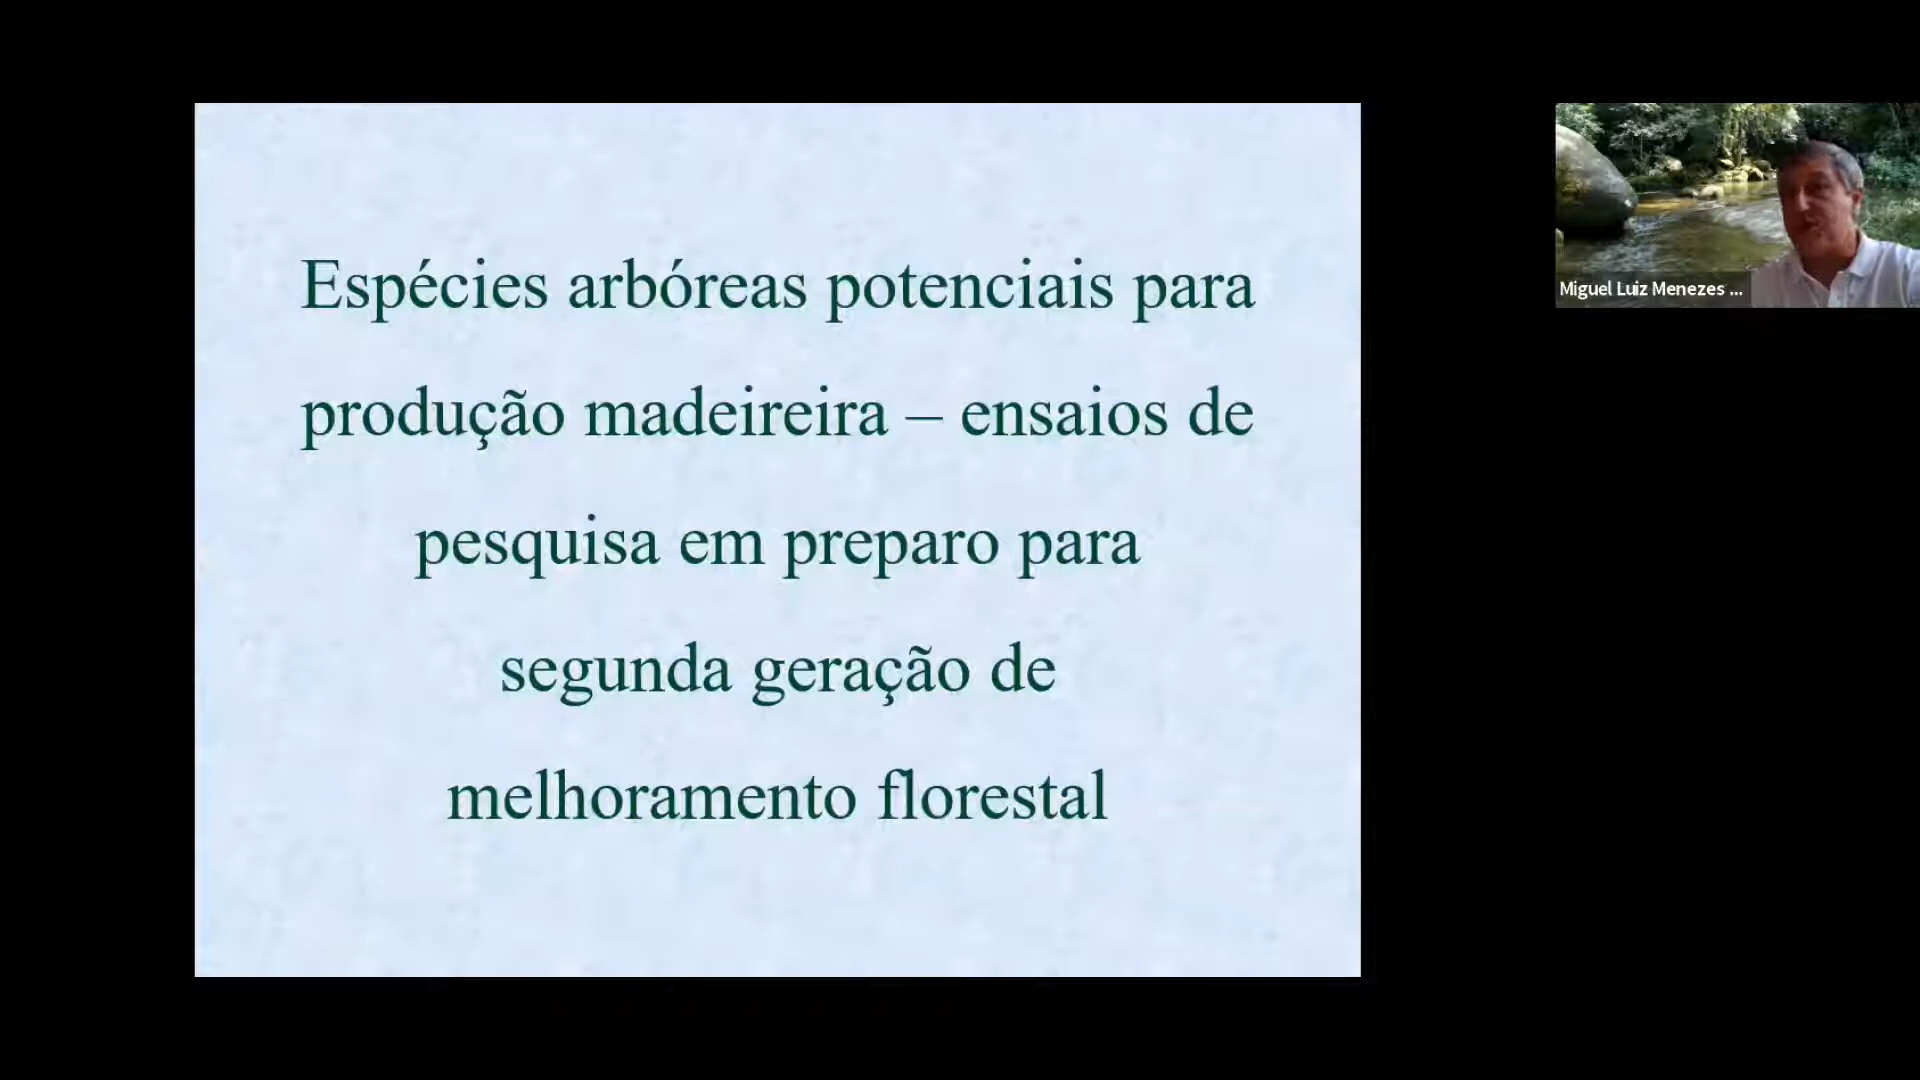 Espécies arbóreas potenciais para
produção madeireira – ensaios de
pesquisa em preparo para
segunda geração de
melhoramento florestal
Miguel Luiz Menezes ...